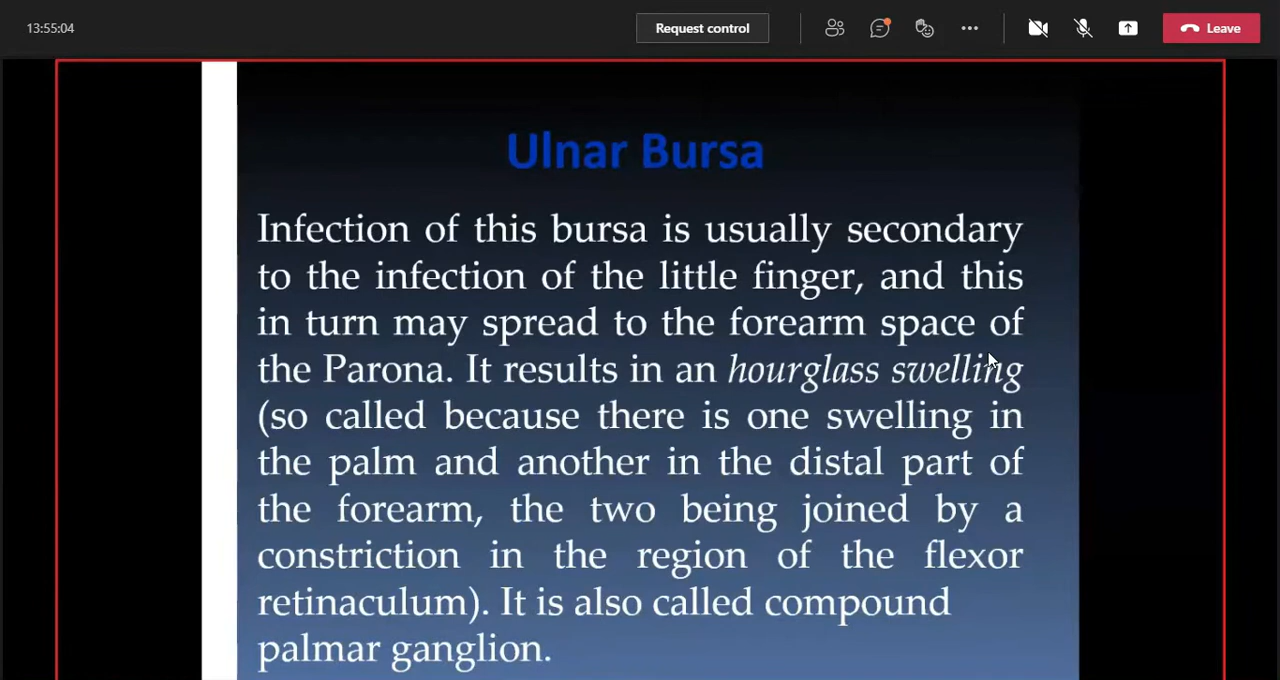 13:55:04
Request control
Leave
Ulnar Bursa
Infection of this bursa is usually secondary
to the infection of the little finger, and this
in turn may spread to the forearm space of
the Parona. It results in an hourglass swelling
(so called because there is one swelling in
the palm and another in the distal part of
the forearm, the two being joined by a
constriction in the region of the flexor
retinaculum). It is also called compound
palmar ganglion.